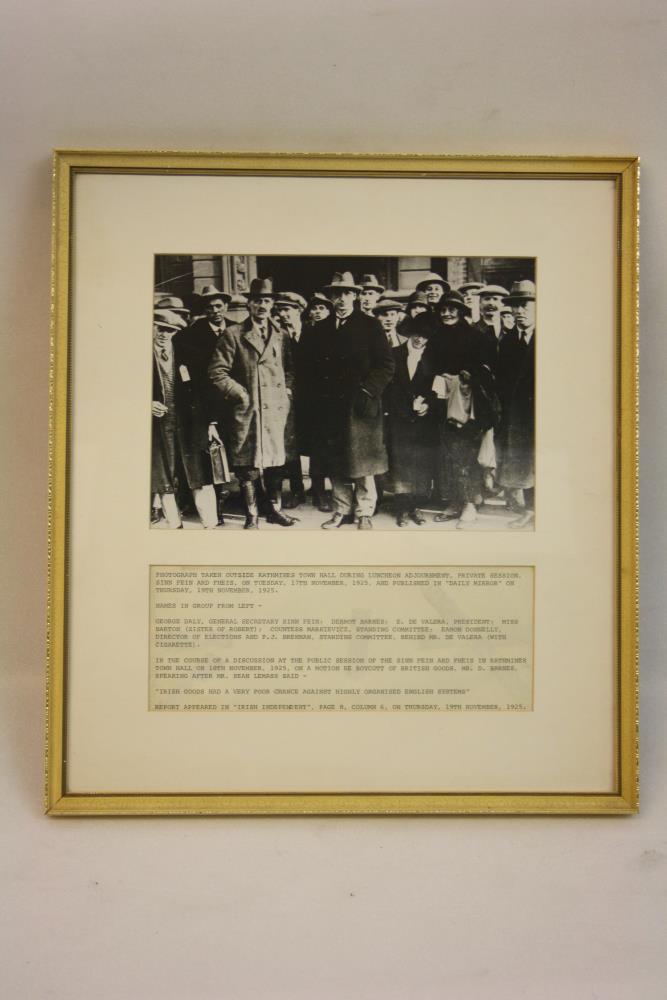 PHOTOGRAPH TAKEN OUTSIDE RATHMINES TOWN HALL DURING LUNCHEON ADJOURNMENT, PRIVATE SESSION,
SINN FEIN ARD FHEIS, ON TUESDAY, 17TH NOVEMBER, 1925, AND PUBLISHED IN "DAILY MIRROR" ON
THURSDAY, 19TH NOVEMBER, 1925.
NAMES IN GROUP FROM LEFT -
GEORGE DALY, GENERAL SECRETARY SINN FEIN: DERMOT BARNES: E. DE VALERA, PRESIDENT: MISS
BARTON (SISTER OF ROBERT): COUNTESS MARKIEVICZ, STANDING COMMITTEE: EAMON DONNELLY,
DIRECTOR OF ELECTIONS AND P.J. BRENNAN, STANDING COMMITTEE, BEHIND MR. DE VALERA (WITH
CIGARETTE).
IN THE COURSE OF A DISCUSSION AT THE PUBLIC SESSION OF THE SINN FEIN ARD FHEIS IN RATHMINES
TOWN HALL ON 18TH NOVEMBER, 1925, ON A MOTION RE BOYCOTT OF BRITISH GOODS, MR. D. BARNES,
SPEAKING AFTER MR. SEAN LEMASS SAID -
"IRISH GOODS HAD A VERY POOR CHANCE AGAINST HIGHLY ORGANISED ENGLISH SYSTEMS"
REPORT APPEARED IN "IRISH INDEPENDENT", PAGE 8, COLUMN 6, ON THURSDAY, 19TH NOVEMBER, 1925.